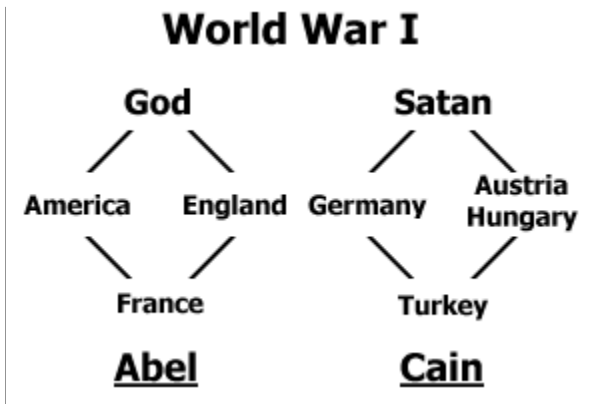 World War I
God
Satan
America
England
Germany
Austria
Hungary
France
Turkey
Abel
Cain